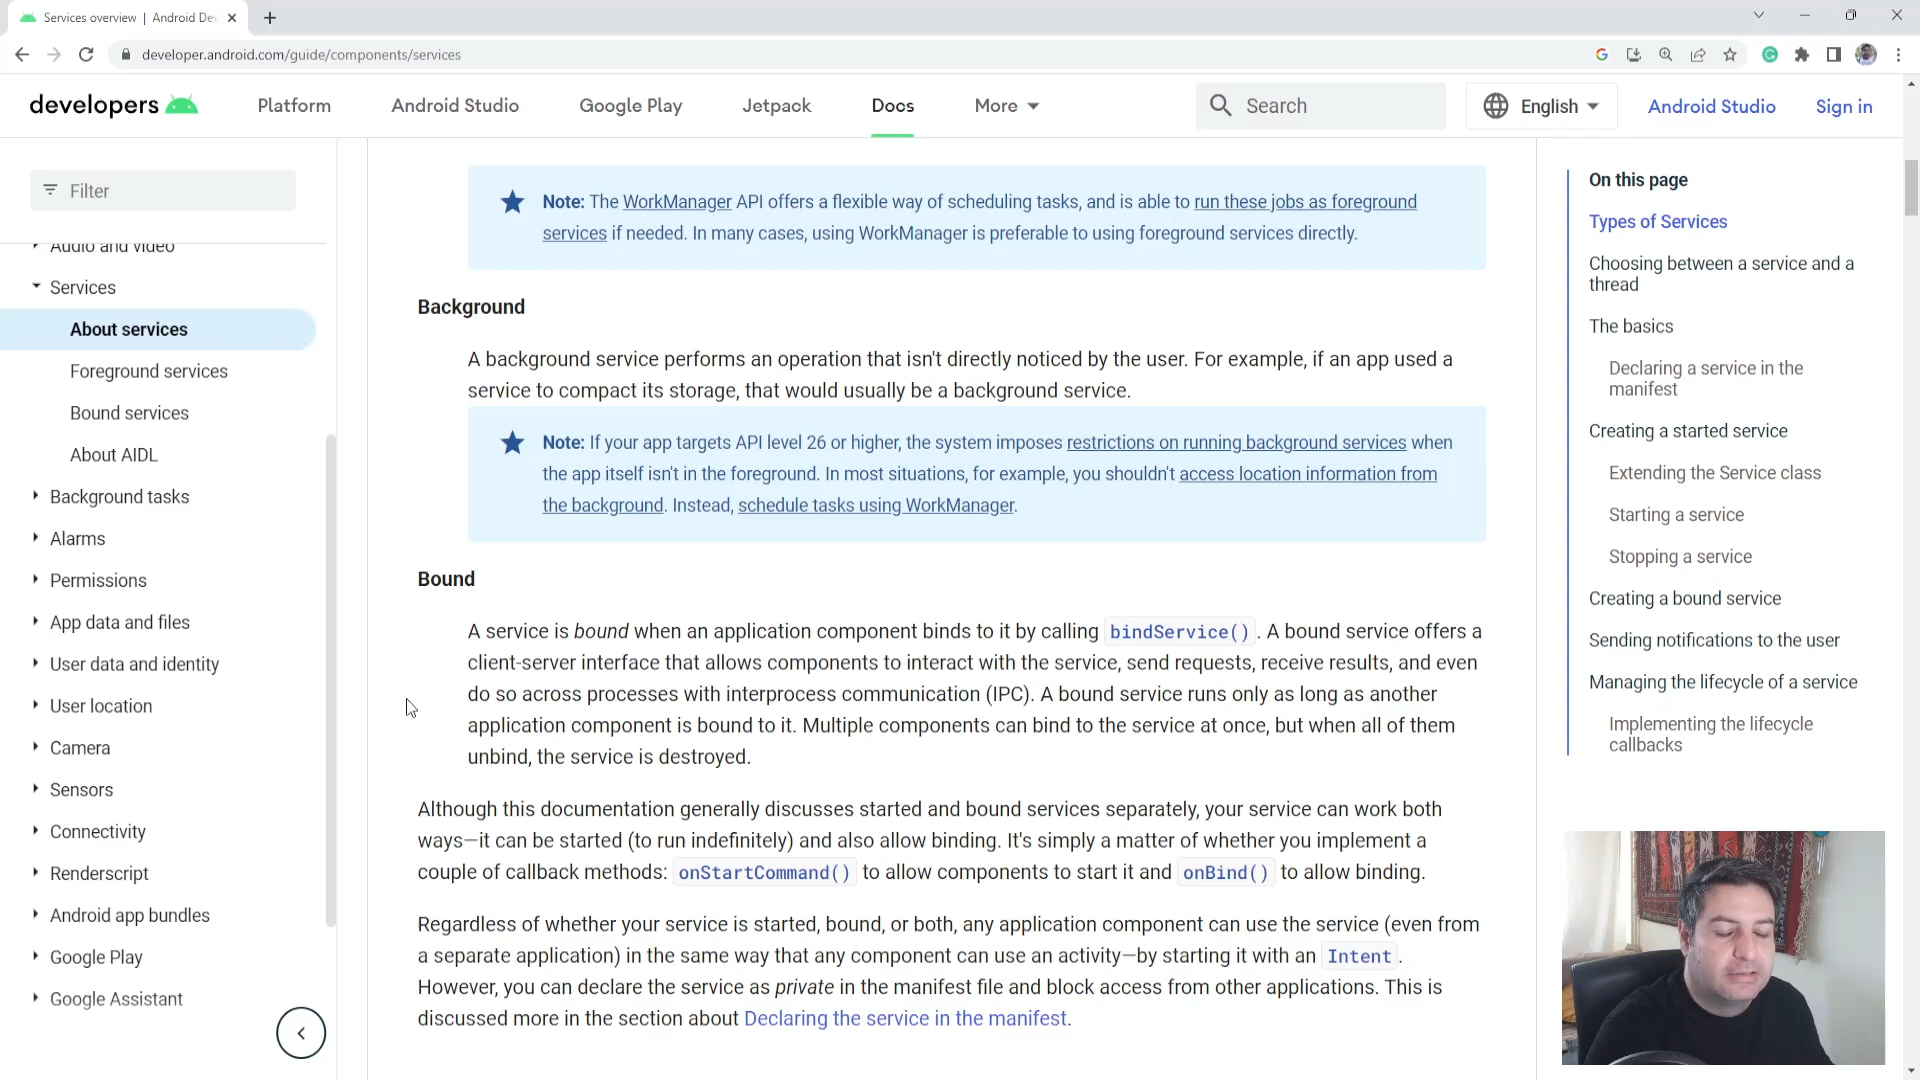 Services overview | Android De
developer.android.com/guide/components/services
developers
Platform
Android Studio
Google Play
Jetpack
Docs
More
Search
English
Android Studio
Sign in
Filter
Audio and video
Services
About services
Foreground services
Bound services
About AIDL
Background tasks
Alarms
Permissions
App data and files
User data and identity
User location
Camera
Sensors
Connectivity
Renderscript
Android app bundles
Google Play
Google Assistant
Note: The WorkManager API offers a flexible way of scheduling tasks, and is able to run these jobs as foreground
services if needed. In many cases, using WorkManager is preferable to using foreground services directly.
Background
A background service performs an operation that isn't directly noticed by the user. For example, if an app used a
service to compact its storage, that would usually be a background service.
Note: If your app targets API level 26 or higher, the system imposes restrictions on running background services when
the app itself isn't in the foreground. In most situations, for example, you shouldn't access location information from
the background. Instead, schedule tasks using WorkManager.
Bound
A service is bound when an application component binds to it by calling bindService(). A bound service offers a
client-server interface that allows components to interact with the service, send requests, receive results, and even
do so across processes with interprocess communication (IPC). A bound service runs only as long as another
application component is bound to it. Multiple components can bind to the service at once, but when all of them
unbind, the service is destroyed.
Although this documentation generally discusses started and bound services separately, your service can work both
ways—it can be started (to run indefinitely) and also allow binding. It's simply a matter of whether you implement a
couple of callback methods: onStartCommand() to allow components to start it and onBind() to allow binding.
Regardless of whether your service is started, bound, or both, any application component can use the service (even from
a separate application) in the same way that any component can use an activity—by starting it with an Intent.
However, you can declare the service as private in the manifest file and block access from other applications. This is
discussed more in the section about Declaring the service in the manifest.
On this page
Types of Services
Choosing between a service and a
thread
The basics
Declaring a service in the
manifest
Creating a started service
Extending the Service class
Starting a service
Stopping a service
Creating a bound service
Sending notifications to the user
Managing the lifecycle of a service
Implementing the lifecycle
callbacks